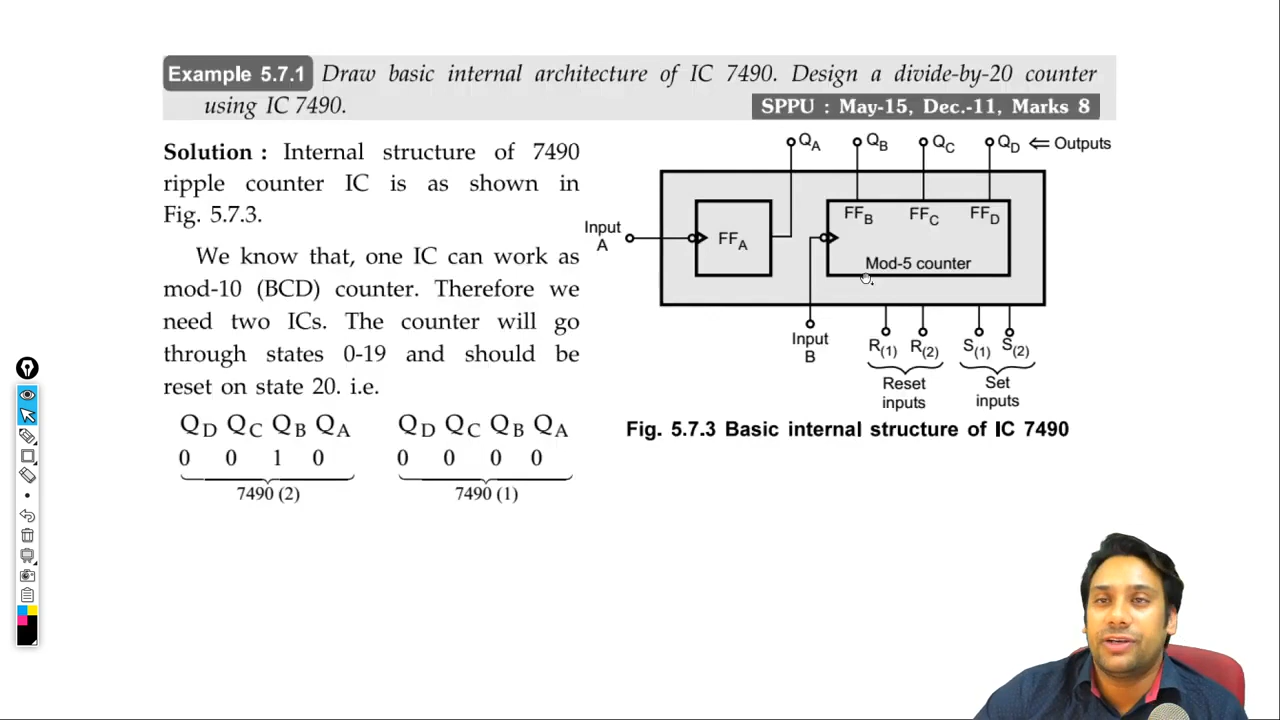 Example 5.7.1 Draw basic internal architecture of IC 7490. Design a divide-by-20 counter
using IC 7490. SPPU : May-15, Dec.-11, Marks 8
Solution : Internal structure of 7490
ripple counter IC is as shown in
Fig. 5.7.3.
We know that, one IC can work as
mod-10 (BCD) counter. Therefore we
need two ICs. The counter will go
through states 0-19 and should be
reset on state 20. i.e.
QD QC QB QA QD QC QB QA
0 0 1 0 0 0 0 0
7490 (2) 7490 (1)
QA QB QC QD ⇐ Outputs
Input
A
FFA
FFB FFC FFD
Mod-5 counter
Input
B
R(1) R(2) S(1) S(2)
Reset
inputs
Set
inputs
Fig. 5.7.3 Basic internal structure of IC 7490